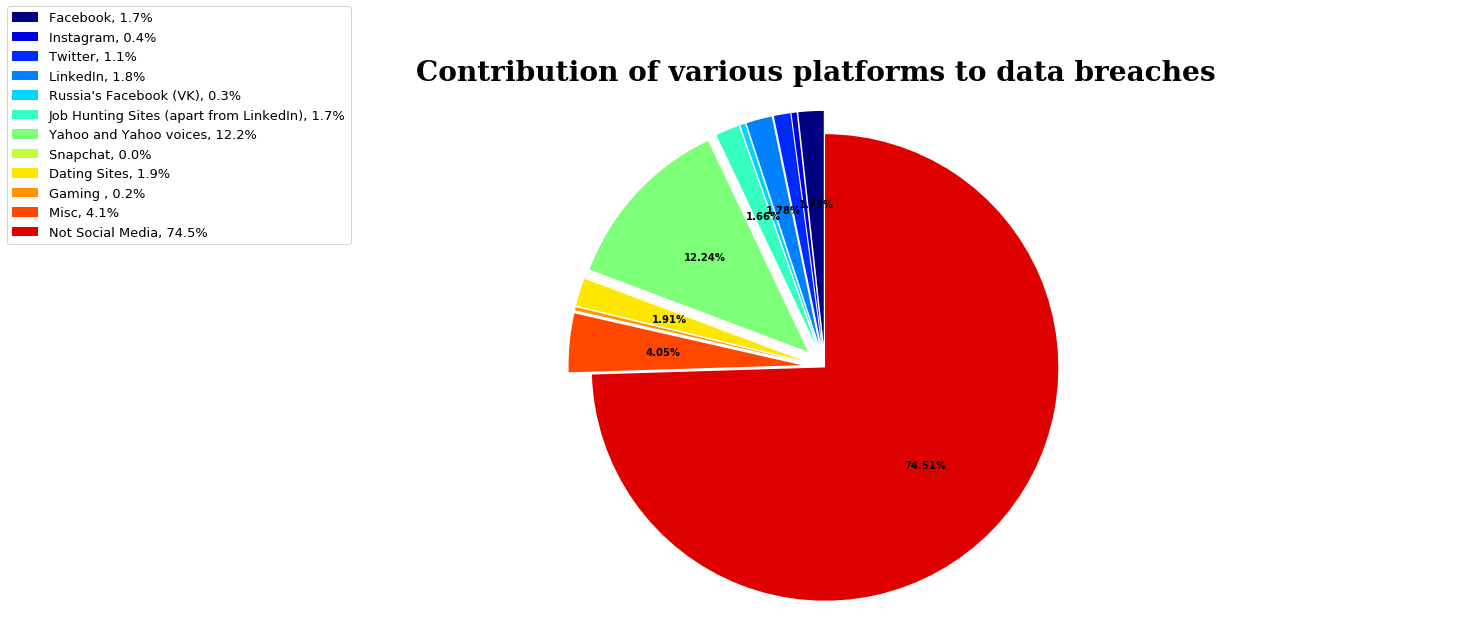 Facebook, 1.7%
Instagram, 0.4%
Twitter, 1.1%
LinkedIn, 1.8%
Russia's Facebook (VK), 0.3%
Job Hunting Sites (apart from LinkedIn), 1.7%
Yahoo and Yahoo voices, 12.2%
Snapchat, 0.0%
Dating Sites, 1.9%
Gaming , 0.2%
Misc, 4.1%
Not Social Media, 74.5%
Contribution of various platforms to data breaches
1.78%
1.66%
12.24%
1.91%
4.05%
74.51%